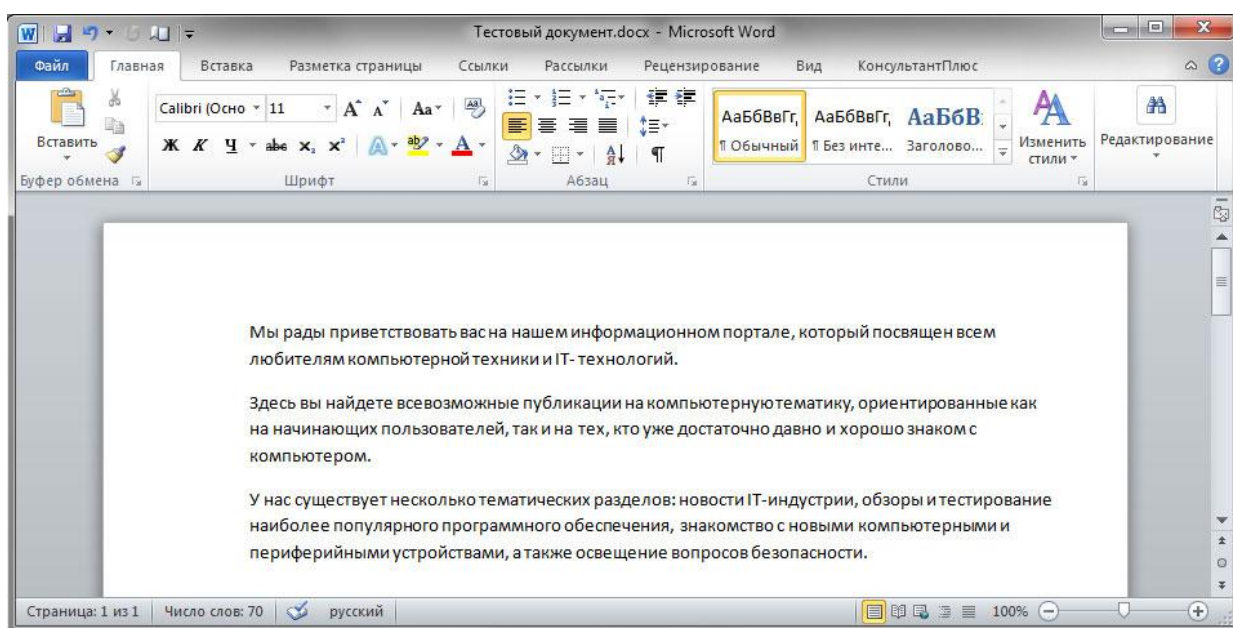 Тестовый документ.docx - Microsoft Word
Файл Главная Вставка Разметка страницы Ссылки Рассылки Рецензирование Вид КонсультантПлюс
Вставить
Calibri (Осно 11 Аа
Ж К Ч abc x₂ x² А ab А
АаБбВвГг, АаБбВвГг, АаБбВ
¶ Обычный ¶ Без инте... Заголово...
Изменить стили
Редактирование
Буфер обмена Шрифт Абзац Стили
Мы рады приветствовать вас на нашем информационном портале, который посвящен всем
любителям компьютерной техники и IT- технологий.
Здесь вы найдете всевозможные публикации на компьютерную тематику, ориентированные как
на начинающих пользователей, так и на тех, кто уже достаточно давно и хорошо знаком с
компьютером.
У нас существует несколько тематических разделов: новости IT-индустрии, обзоры и тестирование
наиболее популярного программного обеспечения, знакомство с новыми компьютерными и
периферийными устройствами, а также освещение вопросов безопасности.
Страница: 1 из 1 Число слов: 70 русский 100%